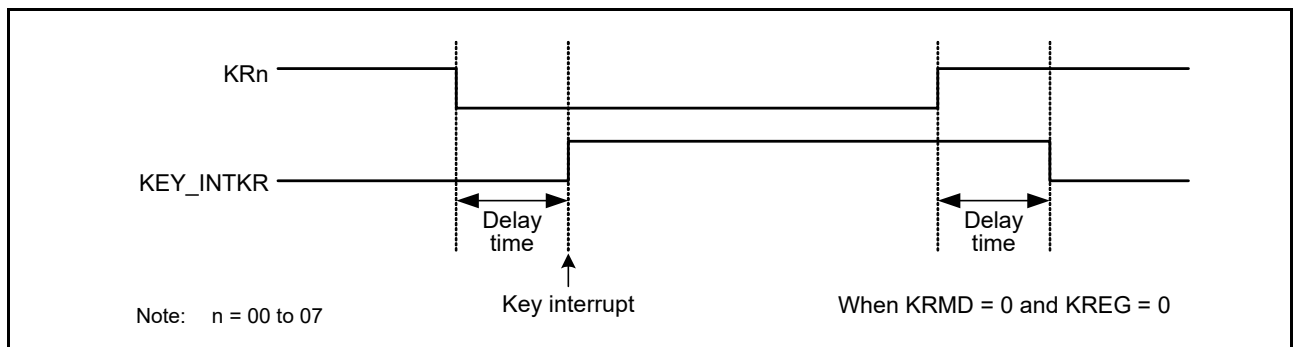 KRn
KEY_INTKR
Delay
time
Delay
time
Key interrupt
When KRMD = 0 and KREG = 0
Note: n = 00 to 07